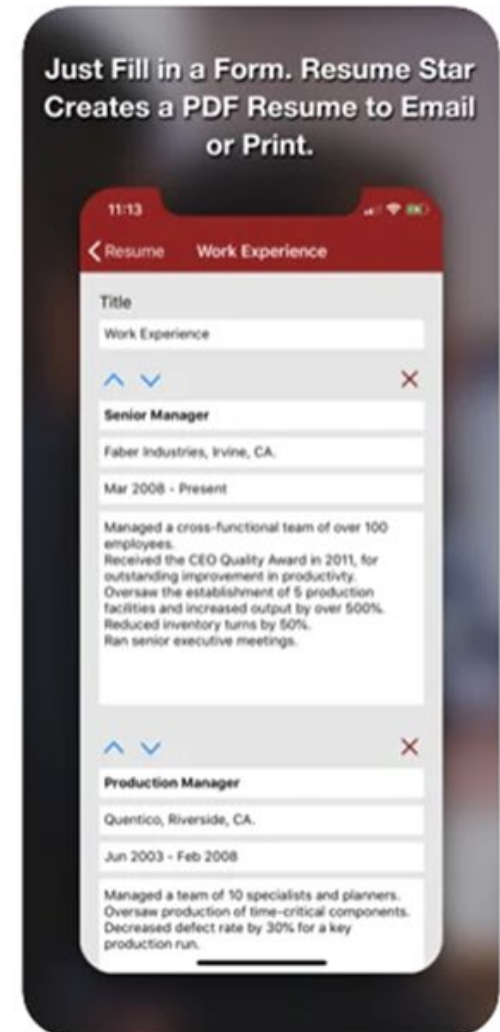 Just Fill in a Form. Resume Star
Creates a PDF Resume to Email
or Print.
11:13
Resume
Work Experience
Title
Work Experience
Senior Manager
Faber Industries, Irvine, CA.
Mar 2008 - Present
Managed a cross-functional team of over 100
employees.
Received the CEO Quality Award in 2011, for
outstanding improvement in productivty.
Oversaw the establishment of 5 production
facilities and increased output by over 500%.
Reduced inventory turns by 50%.
Ran senior executive meetings.
Production Manager
Quentico, Riverside, CA.
Jun 2003 - Feb 2008
Managed a team of 10 specialists and planners.
Oversaw production of time-critical components.
Decreased defect rate by 30% for a key
production run.